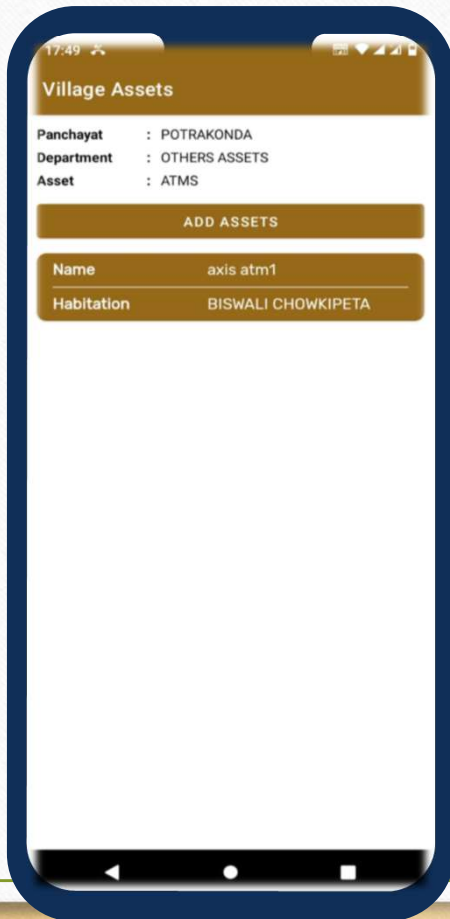 17:49
Village Assets
Panchayat : POTRAKONDA
Department : OTHERS ASSETS
Asset : ATMS
ADD ASSETS
Name axis atm1
Habitation BISWALI CHOWKIPETA